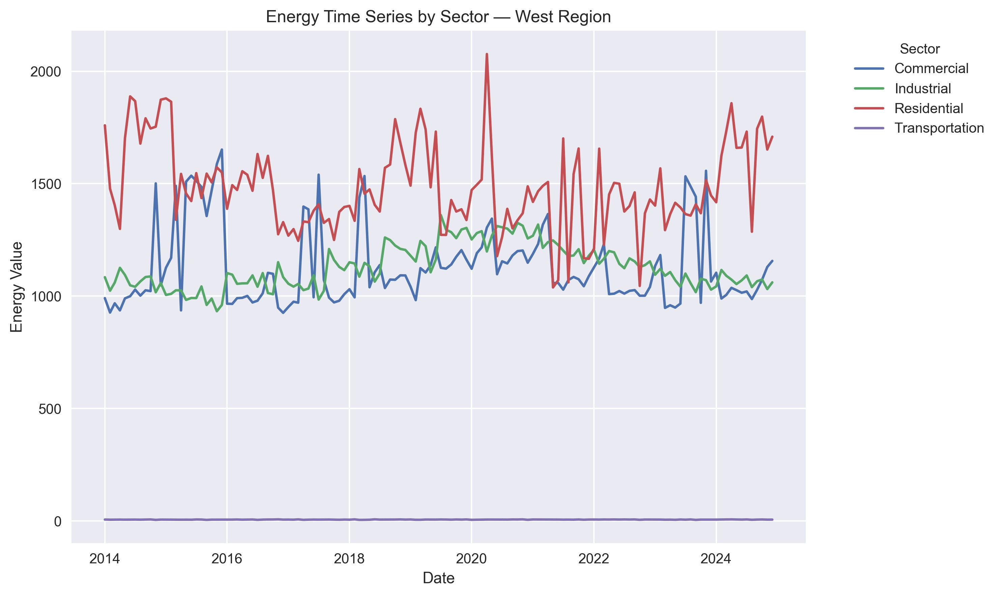 Energy Time Series by Sector — West Region
Sector
Commercial
Industrial
Residential
Transportation
Energy Value
2000
1500
1000
500
0
2014 2016 2018 2020 2022 2024
Date